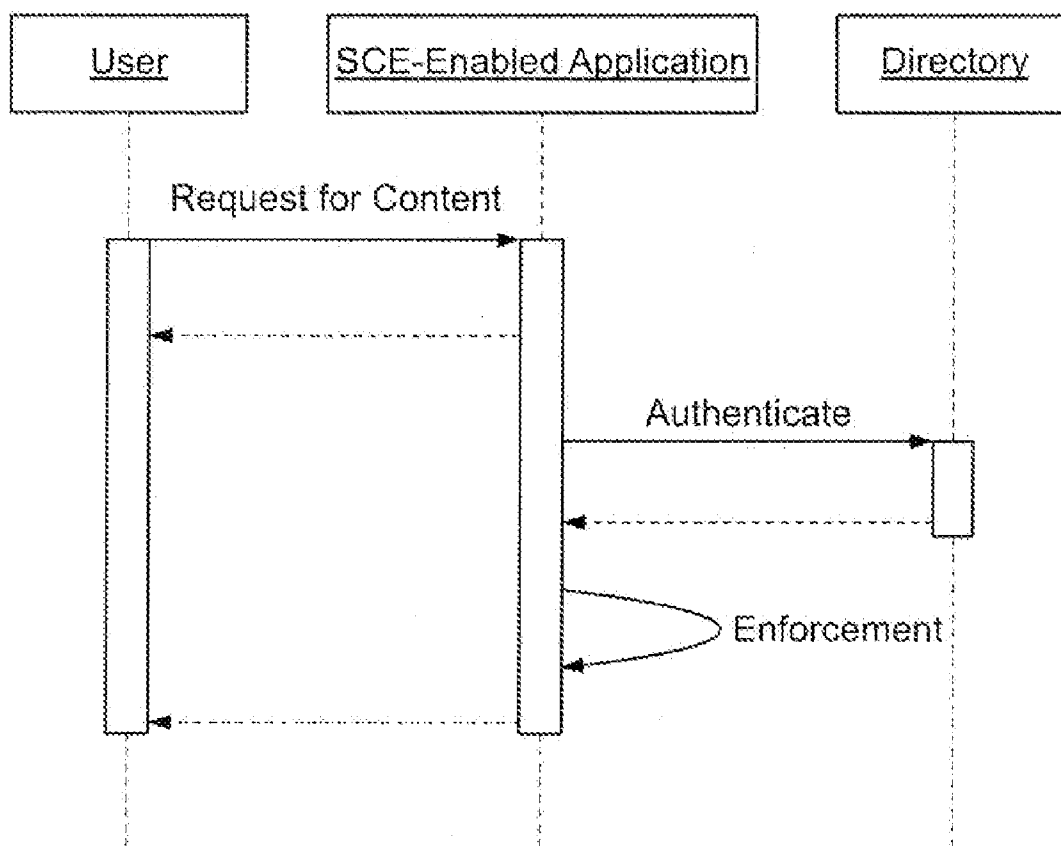 User
SCE-Enabled Application
Directory
Request for Content
Authenticate
Enforcement